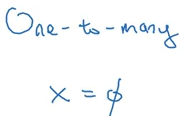 One-to-many
x = ϕ